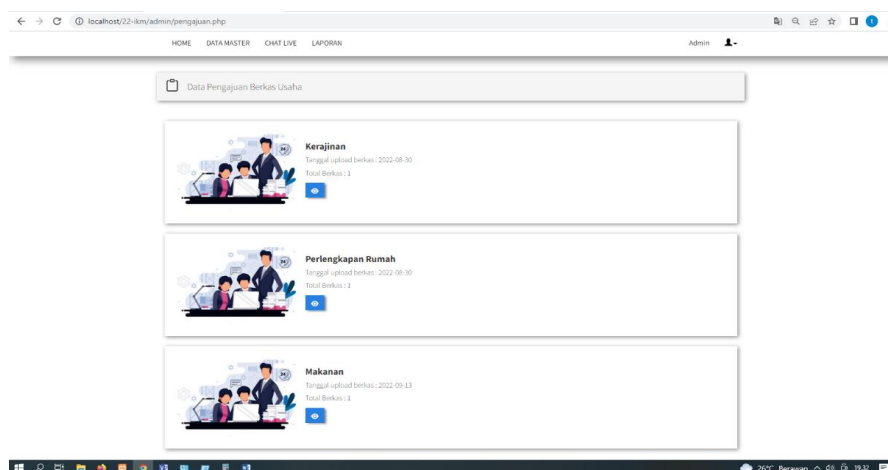 localhost/22-ikm/admin/pengajuan.php
HOME DATA MASTER CHAT LIVE LAPORAN Admin
Data Pengajuan Berkas Usaha
Kerajinan
Tanggal upload berkas : 2022-08-30
Total Berkas : 1
Perlengkapan Rumah
Tanggal upload berkas : 2022-08-30
Total Berkas : 1
Makanan
Tanggal upload berkas : 2022-09-13
Total Berkas : 1
26°C Berawan 19.32